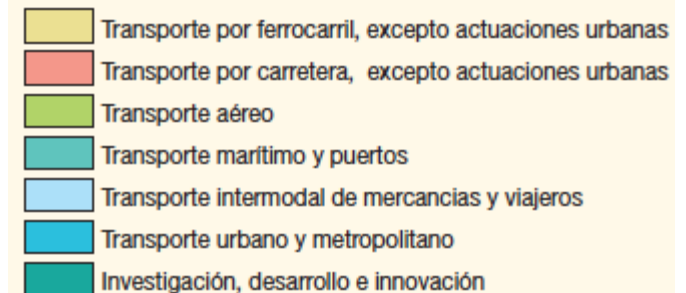 Transporte por ferrocarril, excepto actuaciones urbanas
Transporte por carretera, excepto actuaciones urbanas
Transporte aéreo
Transporte marítimo y puertos
Transporte intermodal de mercancias y viajeros
Transporte urbano y metropolitano
Investigación, desarrollo e innovación